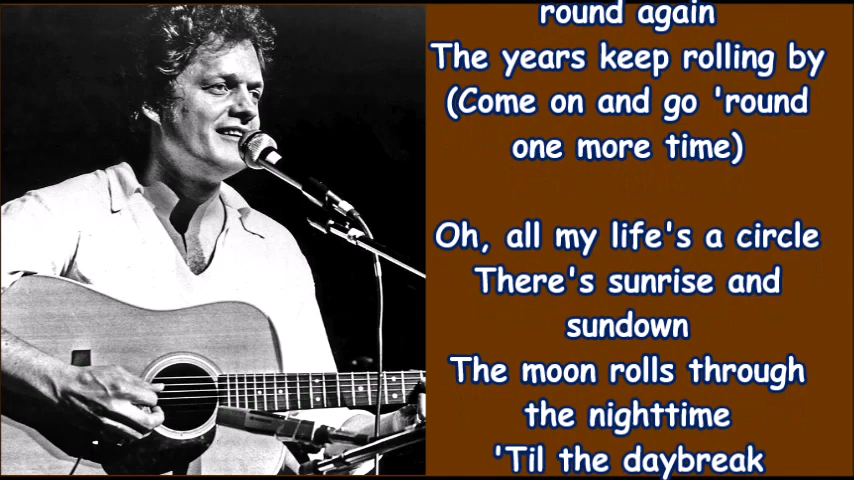 round again
The years keep rolling by
(Come on and go 'round
one more time)
Oh, all my life's a circle
There's sunrise and
sundown
The moon rolls through
the nighttime
'Til the daybreak